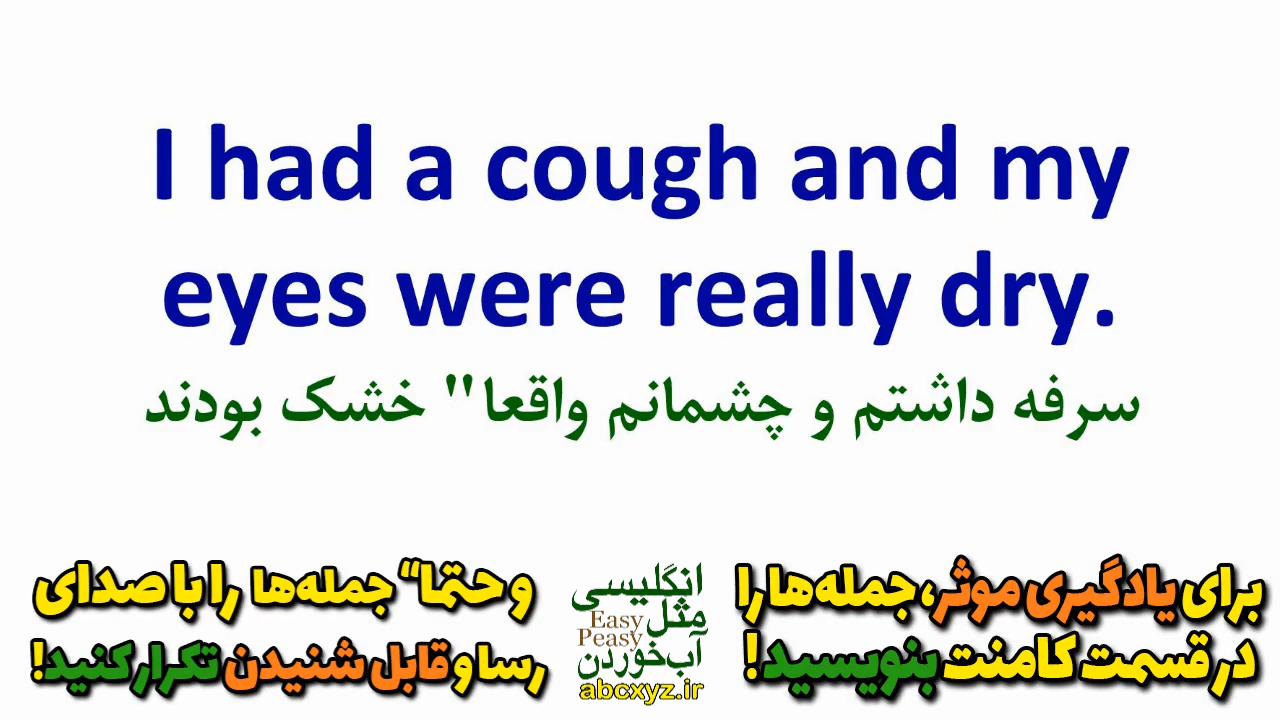 I had a cough and my
eyes were really dry.
سرفه داشتم و چشمانم واقعا" خشک بودند
برای یادگیری موثر، جمله‌ها را
در قسمت کامنت بنویسید!
انگلیسی
مثل
Easy
Peasy
آب خوردن
abcxyz.ir
و حتما“ جمله‌ها را با صدای
رسا و قابل شنیدن تکرار کنید!